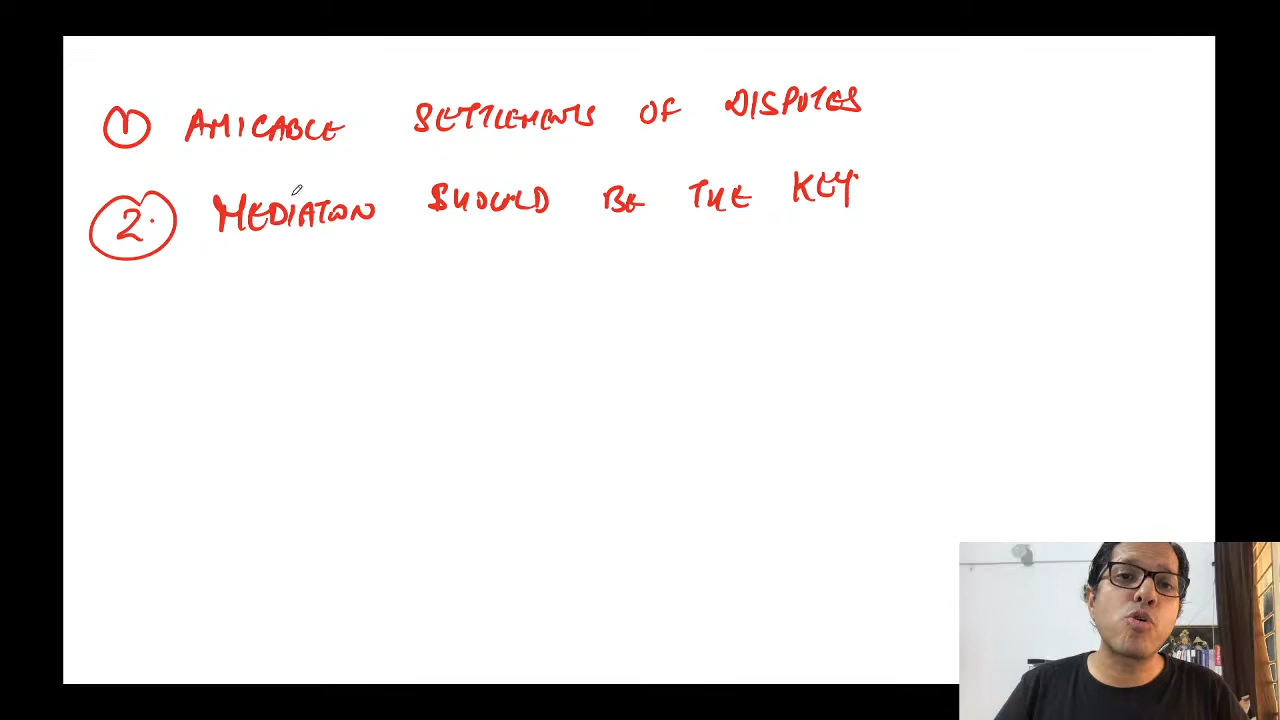 1 AMICABLE SETTLEMENTS OF DISPUTES
2. MEDIATION SHOULD BE THE KEY